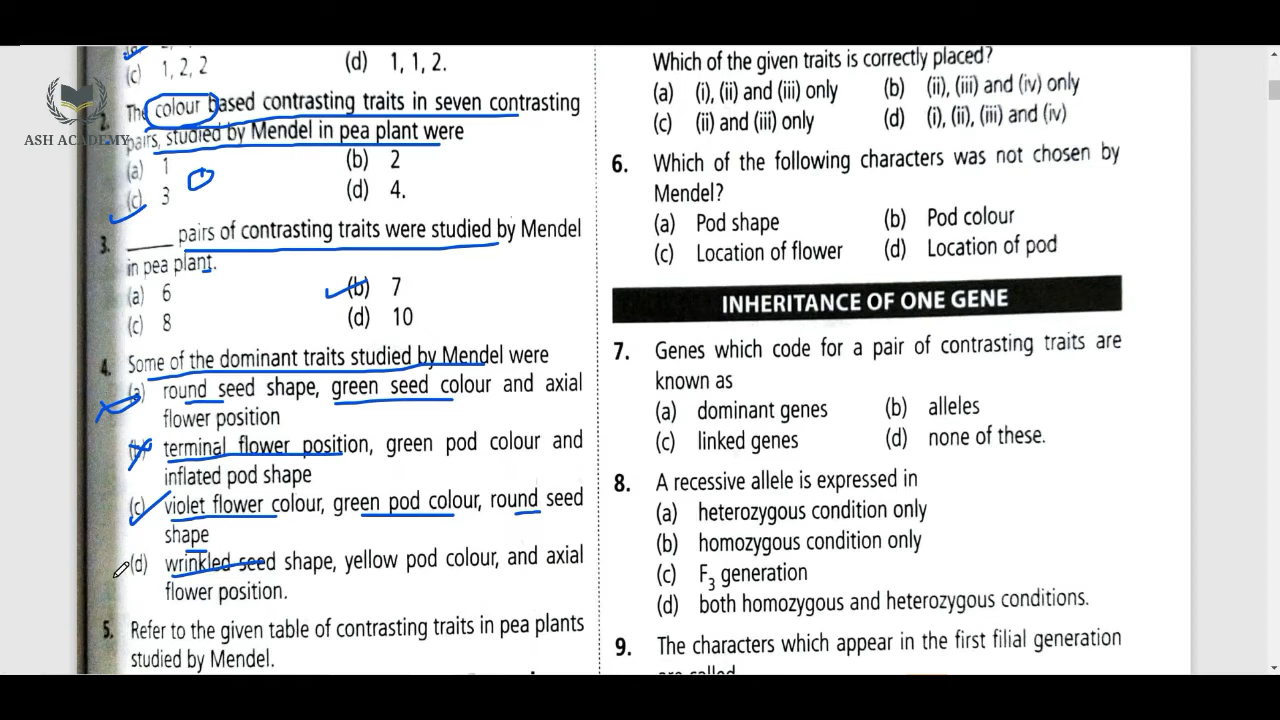 (c) 1, 2, 2 (d) 1, 1, 2.
2. The colour based contrasting traits in seven contrasting
pairs, studied by Mendel in pea plant were
(a) 1 (b) 2
(c) 3 (d) 4.
3. _____ pairs of contrasting traits were studied by Mendel
in pea plant.
(a) 6 (b) 7
(c) 8 (d) 10
4. Some of the dominant traits studied by Mendel were
(a) round seed shape, green seed colour and axial
flower position
(b) terminal flower position, green pod colour and
inflated pod shape
(c) violet flower colour, green pod colour, round seed
shape
(d) wrinkled seed shape, yellow pod colour, and axial
flower position.
5. Refer to the given table of contrasting traits in pea plants
studied by Mendel.
Which of the given traits is correctly placed?
(a) (i), (ii) and (iii) only (b) (ii), (iii) and (iv) only
(c) (ii) and (iii) only (d) (i), (ii), (iii) and (iv)
6. Which of the following characters was not chosen by
Mendel?
(a) Pod shape (b) Pod colour
(c) Location of flower (d) Location of pod
INHERITANCE OF ONE GENE
7. Genes which code for a pair of contrasting traits are
known as
(a) dominant genes (b) alleles
(c) linked genes (d) none of these.
8. A recessive allele is expressed in
(a) heterozygous condition only
(b) homozygous condition only
(c) F3 generation
(d) both homozygous and heterozygous conditions.
9. The characters which appear in the first filial generation
are called
ASH ACADEMY